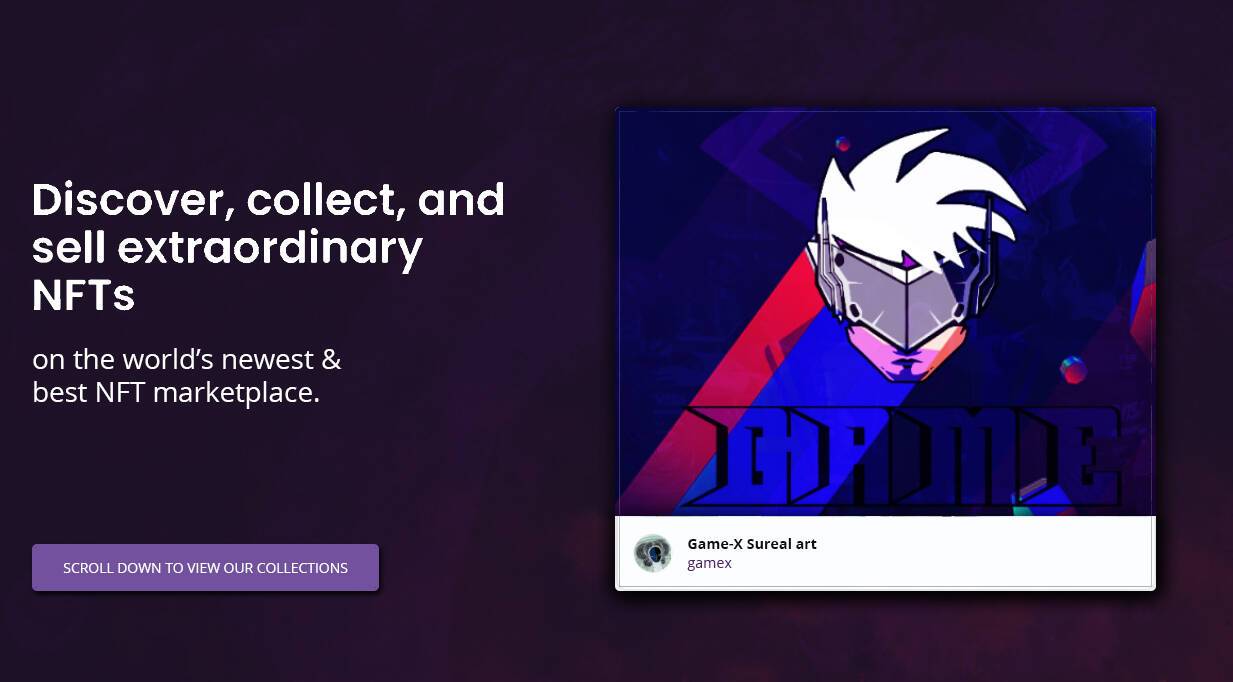 Discover, collect, and
sell extraordinary
NFTs
on the world’s newest &
best NFT marketplace.
SCROLL DOWN TO VIEW OUR COLLECTIONS
GAME
Game-X Sureal art
gamex